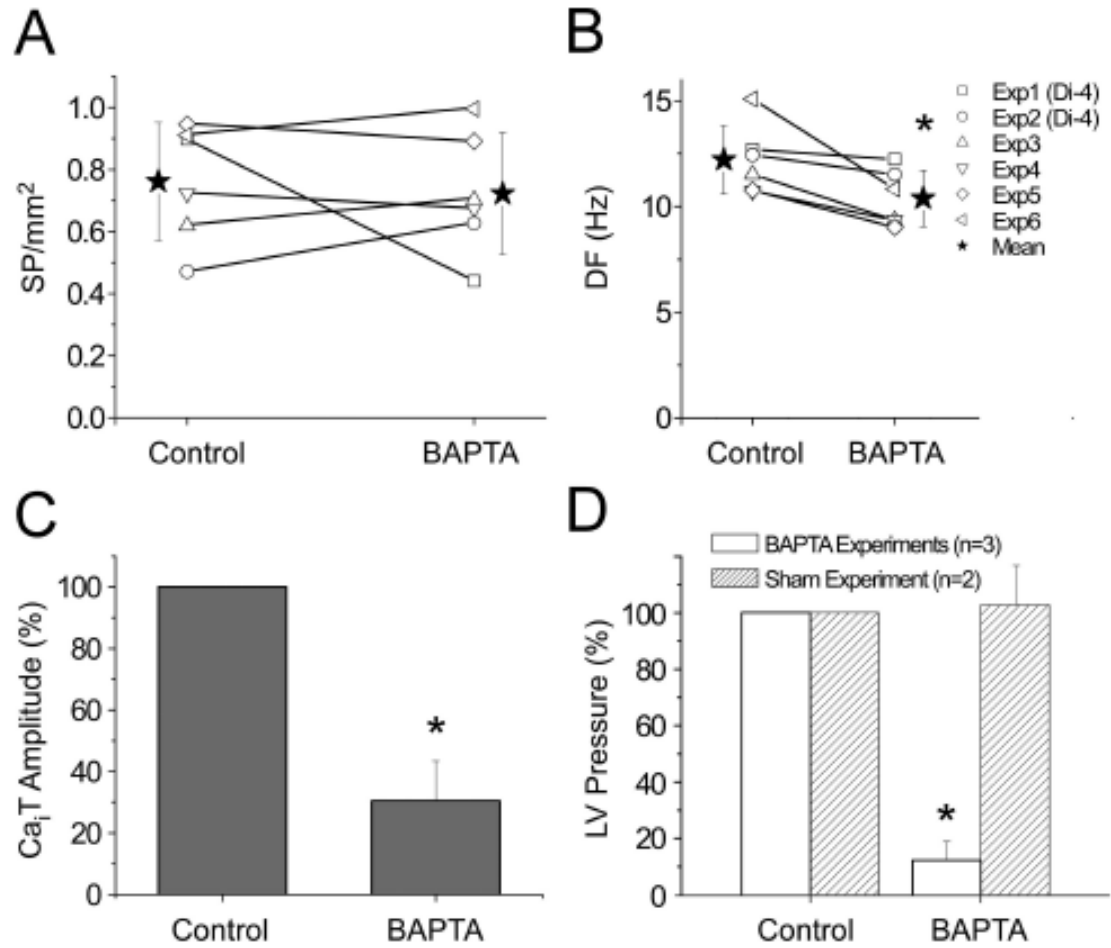 A
SP/mm²
1.0
0.8
0.6
0.4
0.2
0.0
Control
BAPTA
B
DF (Hz)
15
10
5
0
Control
BAPTA
*
Exp1 (Di-4)
Exp2 (Di-4)
Exp3
Exp4
Exp5
Exp6
Mean
C
CaᵢT Amplitude (%)
100
80
60
40
20
0
Control
BAPTA
*
D
LV Pressure (%)
BAPTA Experiments (n=3)
Sham Experiment (n=2)
100
80
60
40
20
0
Control
BAPTA
*